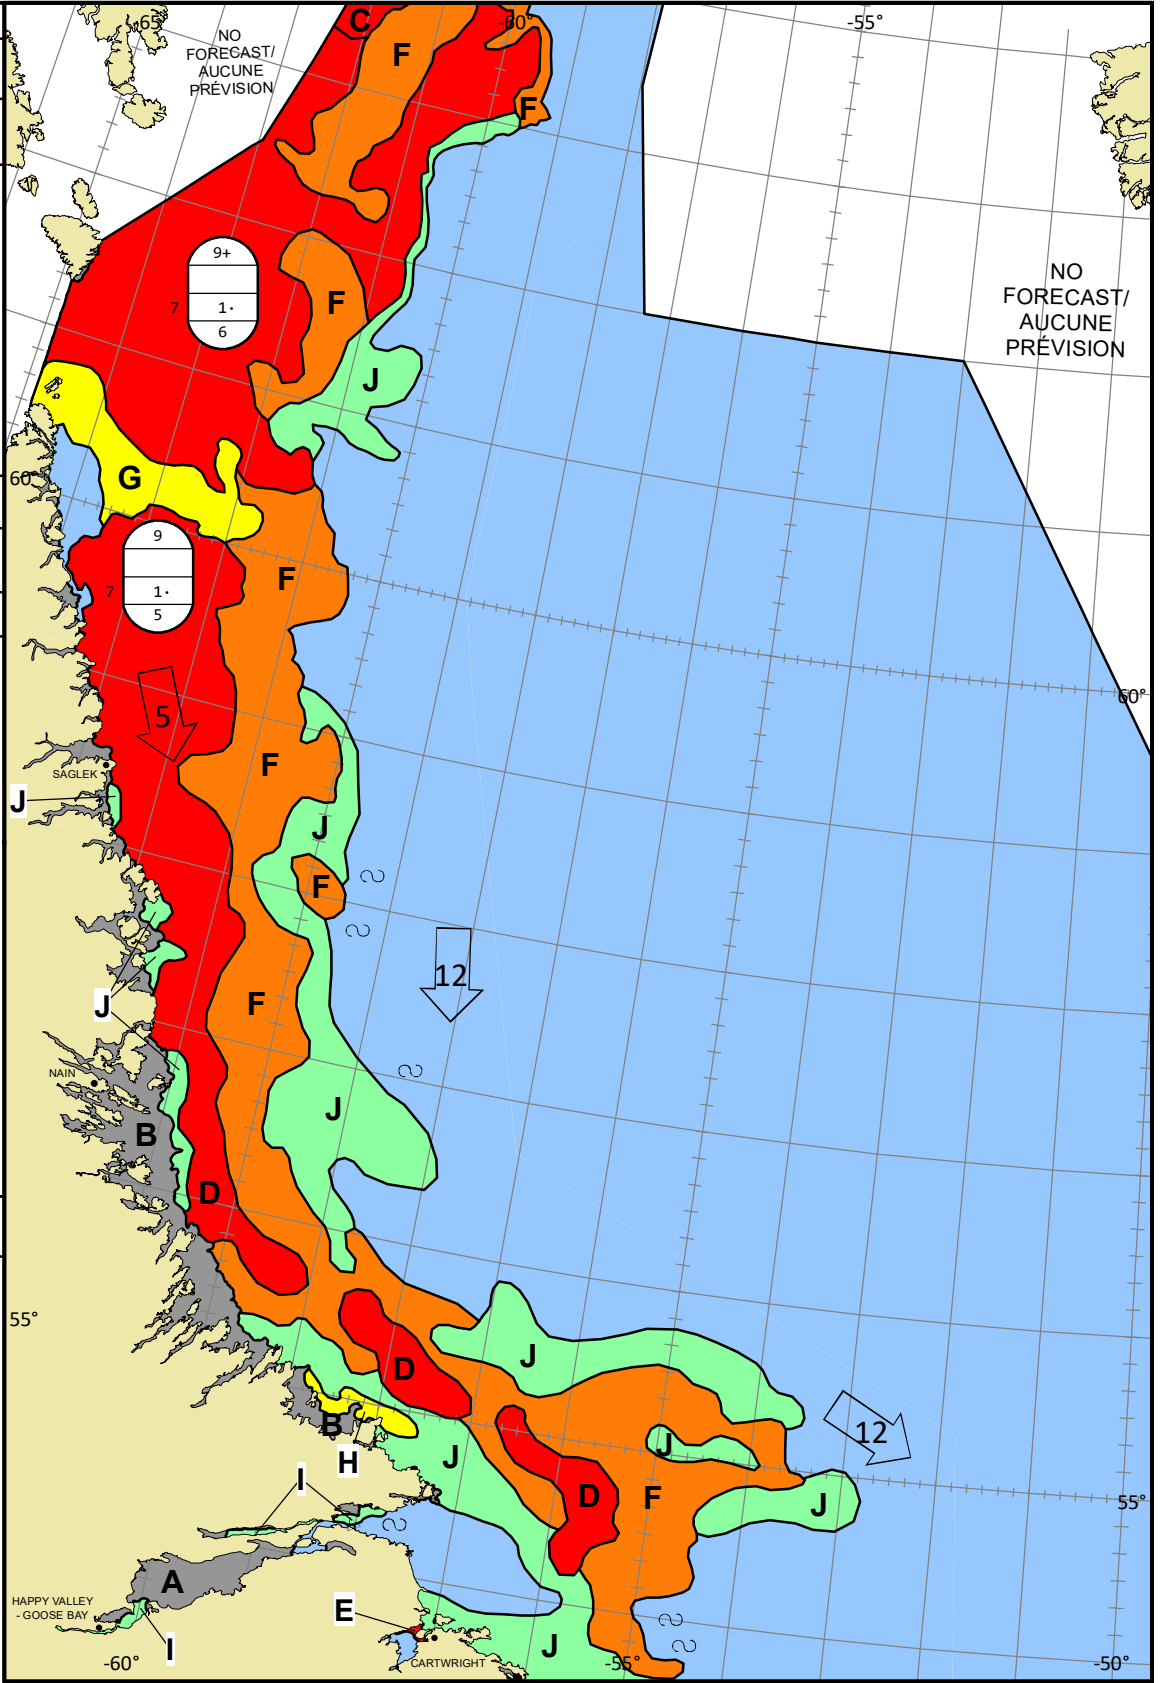 -65°
C
-60°
-55°
NO
FORECAST/
AUCUNE
PRÉVISION
F
F
9+
7
1·
6
F
NO
FORECAST/
AUCUNE
PRÉVISION
J
60°
G
9
7
1·
5
F
60°
5
F
SAGLEK
J
J
F
12
F
J
NAIN
J
B
D
55°
J
D
12
B
H
J
J
I
D
F
J
55°
A
HAPPY VALLEY
- GOOSE BAY
E
I
J
CARTWRIGHT
-60°
-55°
-50°